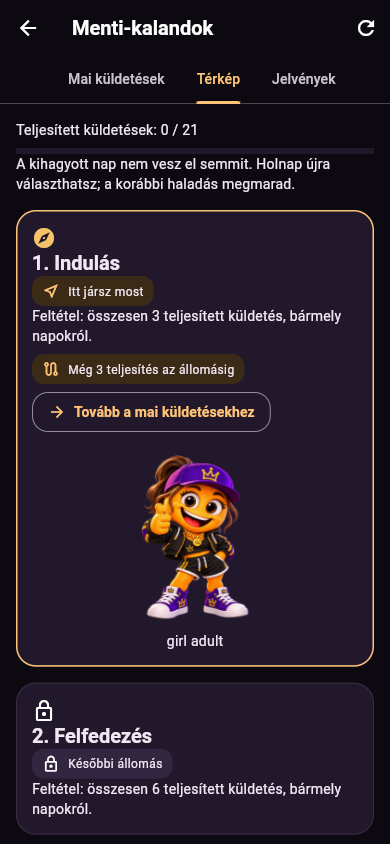 Menti-kalandok
Mai küldetések
Térkép
Jelvények
Teljesített küldetések: 0 / 21
A kihagyott nap nem vesz el semmit. Holnap újra
választhatsz; a korábbi haladás megmarad.
1. Indulás
Itt jársz most
Feltétel: összesen 3 teljesített küldetés, bármely
napokról.
Még 3 teljesítés az állomásig
Tovább a mai küldetésekhez
girl adult
2. Felfedezés
Későbbi állomás
Feltétel: összesen 6 teljesített küldetés, bármely
napokról.